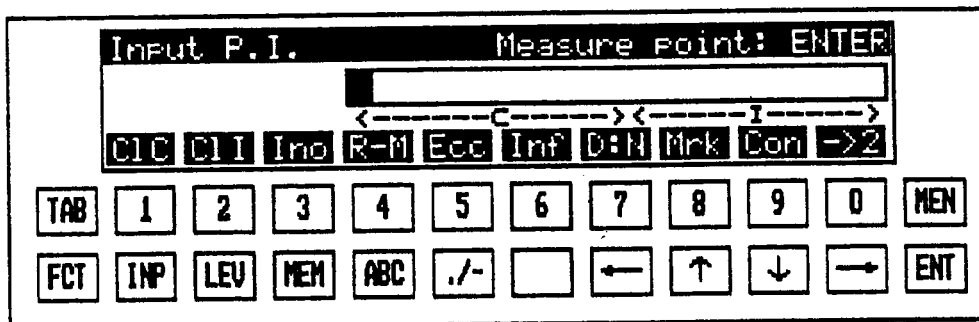 Input P.I. Measure point: ENTER
<------C------><------I------>
ClC ClI Ino R-M Ecc Inf D:N Mrk Con ->2
TAB 1 2 3 4 5 6 7 8 9 0 MEN
FCT INP LEV MEM ABC ./- ← ↑ ↓ → ENT